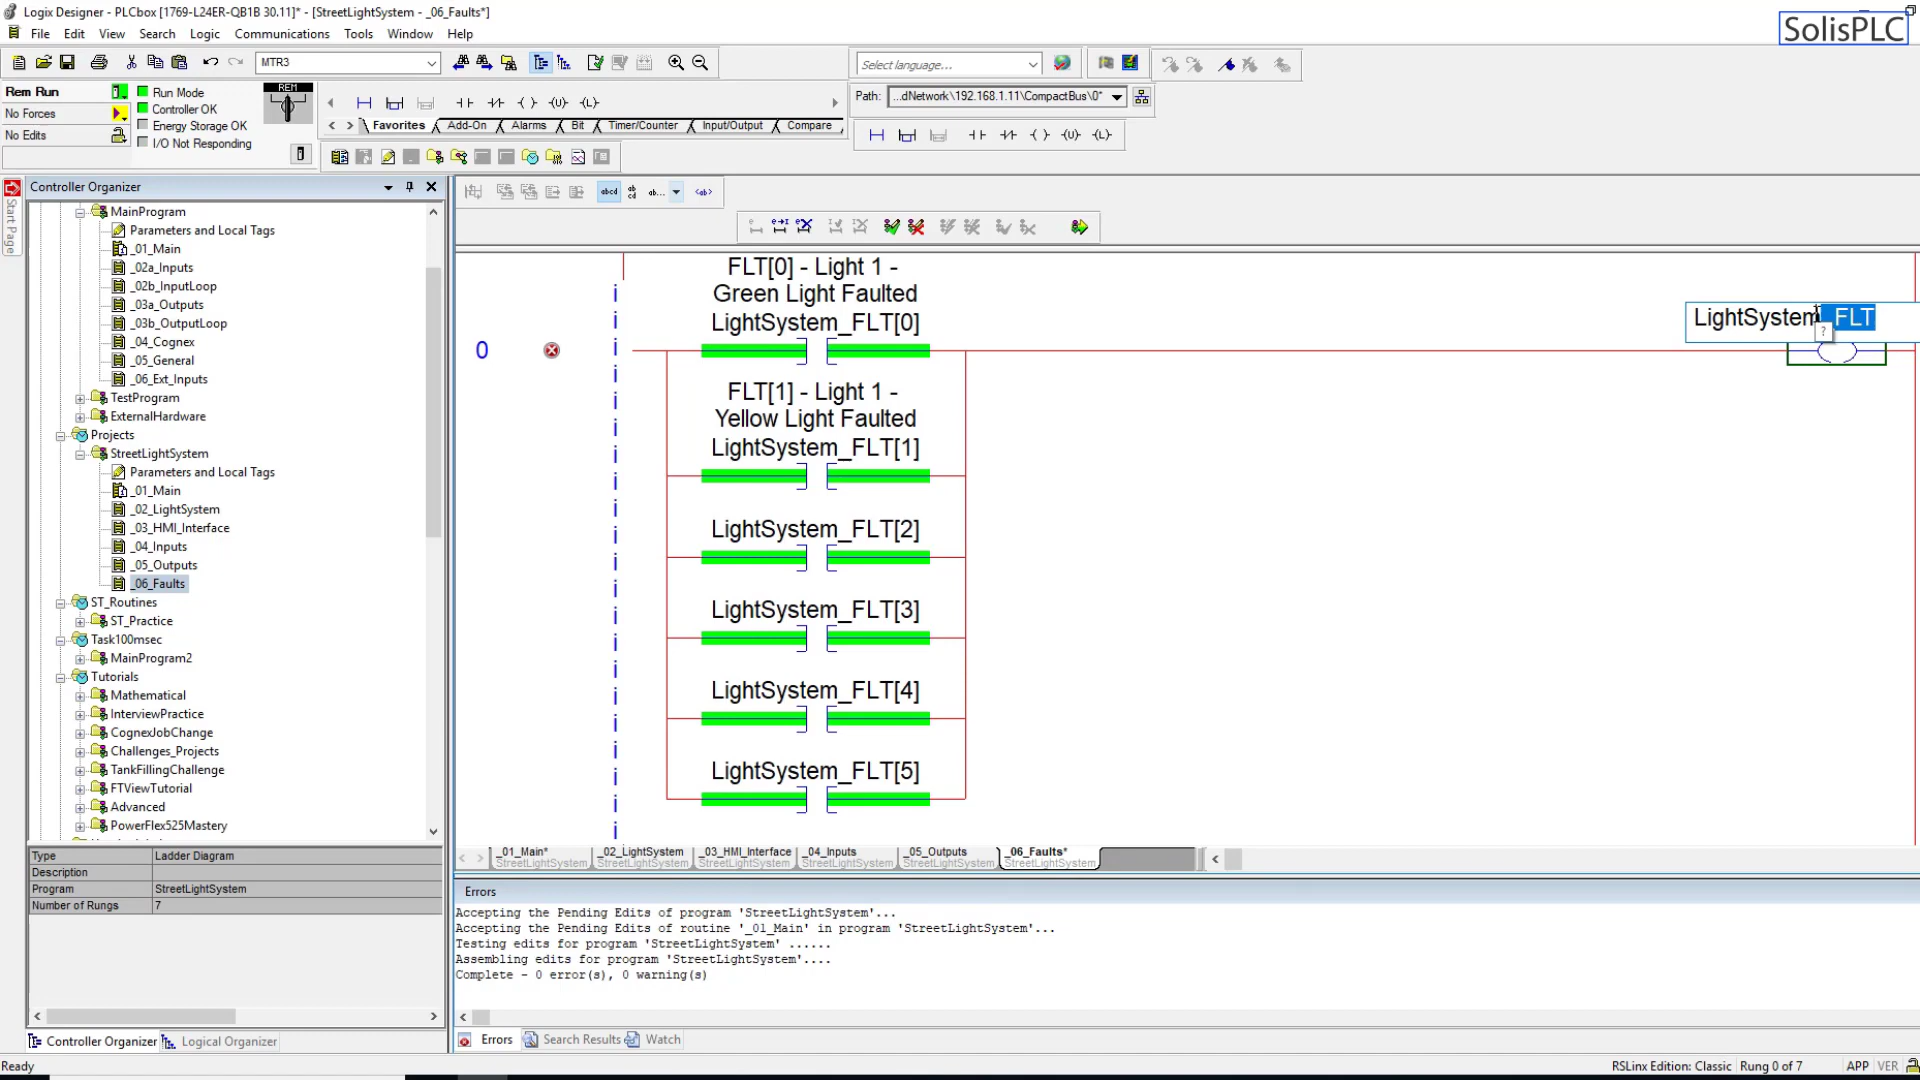 Logix Designer - PLCbox [1769-L24ER-QB1B 30.11]* - [StreetLightSystem - _06_Faults*]
SolisPLC
File Edit View Search Logic Communications Tools Window Help
MTR3
Select language...
Rem Run
No Forces
No Edits
Run Mode
Controller OK
Energy Storage OK
I/O Not Responding
REM
Favorites Add-On Alarms Bit Timer/Counter Input/Output Compare
Path: ...dNetwork\192.168.1.11\CompactBus\0*
Start Page
Controller Organizer
MainProgram
Parameters and Local Tags
_01_Main
_02a_Inputs
_02b_InputLoop
_03a_Outputs
_03b_OutputLoop
_04_Cognex
_05_General
_06_Ext_Inputs
TestProgram
ExternalHardware
Projects
StreetLightSystem
Parameters and Local Tags
_01_Main
_02_LightSystem
_03_HMI_Interface
_04_Inputs
_05_Outputs
_06_Faults
ST_Routines
ST_Practice
Task100msec
MainProgram2
Tutorials
Mathematical
InterviewPractice
CognexJobChange
Challenges_Projects
TankFillingChallenge
FTViewTutorial
Advanced
PowerFlex525Mastery
Type Ladder Diagram
Description
Program StreetLightSystem
Number of Rungs 7
Controller Organizer Logical Organizer
FLT[0] - Light 1 -
Green Light Faulted
LightSystem_FLT[0]
LightSystem_FLT
?
0
FLT[1] - Light 1 -
Yellow Light Faulted
LightSystem_FLT[1]
LightSystem_FLT[2]
LightSystem_FLT[3]
LightSystem_FLT[4]
LightSystem_FLT[5]
_01_Main* _02_LightSystem _03_HMI_Interface _04_Inputs _05_Outputs _06_Faults*
StreetLightSystem StreetLightSystem StreetLightSystem StreetLightSystem StreetLightSystem StreetLightSystem
Errors
Accepting the Pending Edits of program 'StreetLightSystem'...
Accepting the Pending Edits of routine '_01_Main' in program 'StreetLightSystem'...
Testing edits for program 'StreetLightSystem' ......
Assembling edits for program 'StreetLightSystem'....
Complete - 0 error(s), 0 warning(s)
Errors Search Results Watch
Ready
RSLinx Edition: Classic Rung 0 of 7 APP VER